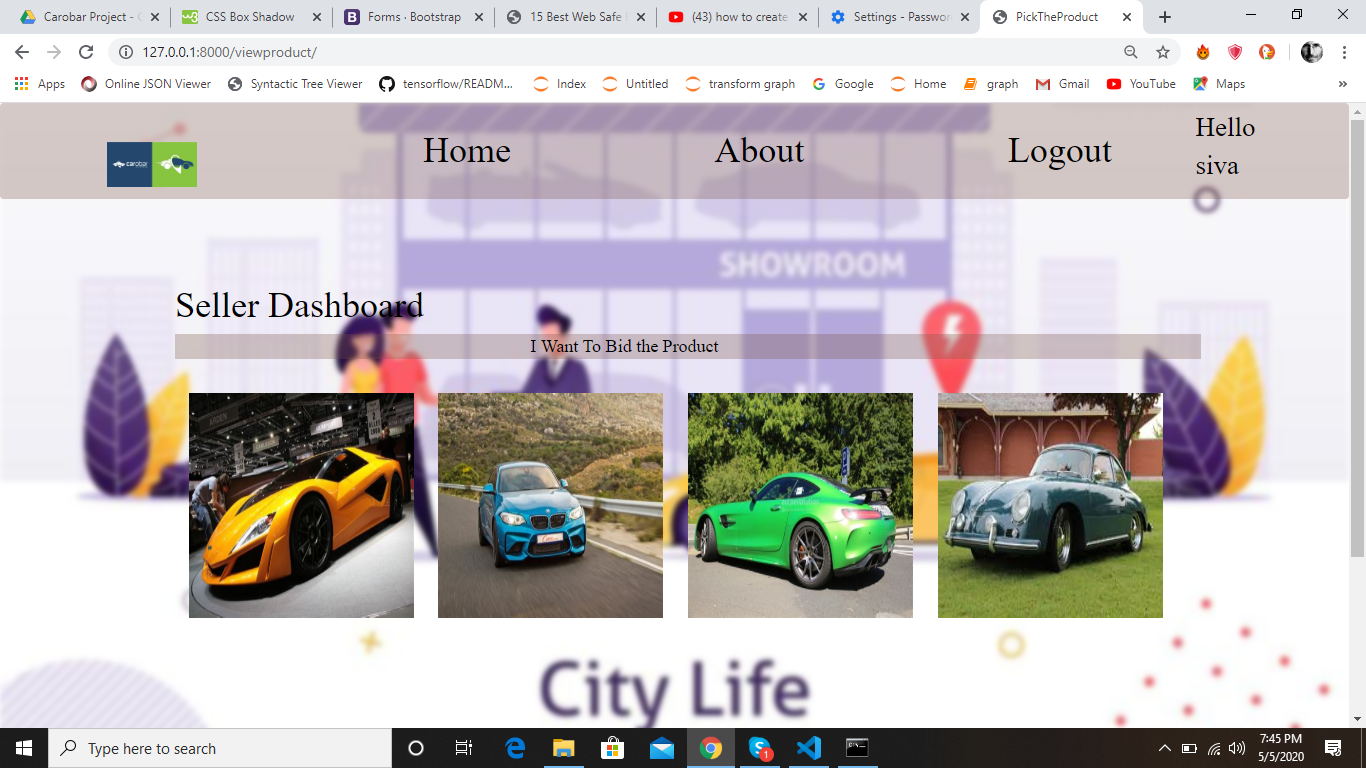 Carobar Project - C
CSS Box Shadow
Forms · Bootstrap
15 Best Web Safe
(43) how to create
Settings - Passwor
PickTheProduct
127.0.0.1:8000/viewproduct/
Apps
Online JSON Viewer
Syntactic Tree Viewer
tensorflow/READM...
Index
Untitled
transform graph
Google
Home
graph
Gmail
YouTube
Maps
»
carobar
Home
About
Logout
Hello
siva
SHOWROOM
Seller Dashboard
I Want To Bid the Product
City Life
Type here to search
1
7:45 PM
5/5/2020